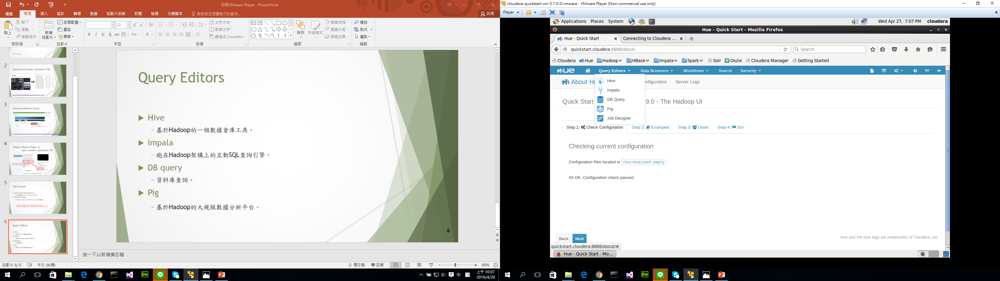 初探VMware Player - PowerPoint
檔案 常用 插入 設計 轉場 動畫 投影片放映 校閱 檢視 分鏡腳本 告訴我您想要執行的動作... 共用
貼上
剪下
複製
複製格式
剪貼簿
新增
投影片
版面配置
重設
章節
投影片
20
B I U S abc AV Aa A
字型
文字方向
對齊文字
轉換成 SmartArt
段落
排列
快速樣式
圖案填滿
圖案外框
圖案效果
繪圖
尋找
取代
選取
編輯
2
Download Cloudera QuickStart VM
3
Download VMware Player
4
Display VMware Player &
open cloudera quickstart VM
5
Get Started
HUE (Hadoop User Experience)
Cloudera Manager
6
Query Editors
Hive
Impala
DB query
Pig
Query Editors
Hive
－基於Hadoop的一個數據倉庫工具。
Impala
－跑在Hadoop架構上的互動SQL查詢引擎。
DB query
－資料庫查詢。
Pig
－基於Hadoop的大規模數據分析平台。
6
按一下以新增備忘稿
投影片 6/6 中文 (台灣) 備忘稿 註解 86%
中
上午 10:07
2016/4/28
cloudera-quickstart-vm-5.7.0-0-vmware - VMware Player (Non-commercial use only)
Player
Applications Places System Wed Apr 27, 7:07 PM cloudera
Hue - Quick Start - Mozilla Firefox
Hue - Quick Start Connecting to Cloudera ...
quickstart.cloudera:8888/about/ Search
Cloudera Hue Hadoop HBase Impala Spark Solr Oozie Cloudera Manager Getting Started
HUE Query Editors Data Browsers Workflows Search Security
About Hu onfiguration Server Logs
Hive
Impala
DB Query
Pig
Job Designer
Quick Start 9.0 - The Hadoop UI
Step 1: Check Configuration Step 2: Examples Step 3: Users Step 4: Go!
Checking current configuration
Configuration files located in /etc/hue/conf.empty
All OK. Configuration check passed.
Back Next
Hue and the Hue logo are trademarks of Cloudera, Inc.
quickstart.cloudera:8888/about/#
Hue - Quick Start - Mo...